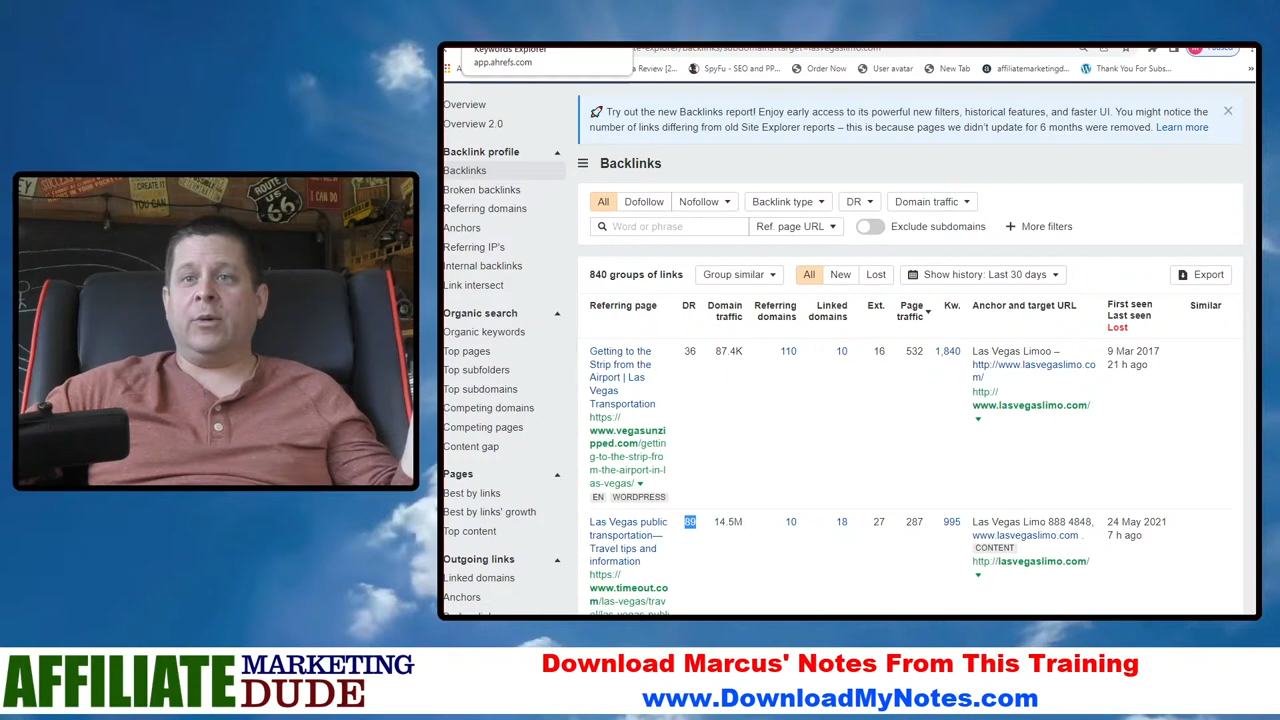 Keywords Explorer
app.ahrefs.com
Review [2...
SpyFu - SEO and PP...
Order Now
User avatar
New Tab
affiliatemarketingd...
Thank You For Subs...
»
Overview
Overview 2.0
Backlink profile
Backlinks
Broken backlinks
Referring domains
Anchors
Referring IP's
Internal backlinks
Link intersect
Organic search
Organic keywords
Top pages
Top subfolders
Top subdomains
Competing domains
Competing pages
Content gap
Pages
Best by links
Best by links' growth
Top content
Outgoing links
Linked domains
Anchors
Try out the new Backlinks report! Enjoy early access to its powerful new filters, historical features, and faster UI. You might notice the
number of links differing from old Site Explorer reports – this is because pages we didn't update for 6 months were removed. Learn more
Backlinks
All Dofollow Nofollow Backlink type DR Domain traffic
Word or phrase Ref. page URL Exclude subdomains + More filters
840 groups of links Group similar All New Lost Show history: Last 30 days Export
Referring page
DR
Domain
traffic
Referring
domains
Linked
domains
Ext.
Page
traffic
Kw.
Anchor and target URL
First seen
Last seen
Lost
Similar
Getting to the
Strip from the
Airport | Las
Vegas
Transportation
https://
www.vegasunzi
pped.com/gettin
g-to-the-strip-fro
m-the-airport-in-l
as-vegas/
EN WORDPRESS
36
87.4K
110
10
16
532
1,840
Las Vegas Limoo –
http://www.lasvegaslimo.co
m/
http://
www.lasvegaslimo.com/
9 Mar 2017
21 h ago
Las Vegas public
transportation—
Travel tips and
information
https://
www.timeout.co
m/las-vegas/trav
89
14.5M
10
18
27
287
995
Las Vegas Limo 888 4848,
www.lasvegaslimo.com .
CONTENT
http://lasvegaslimo.com/
24 May 2021
7 h ago
CREATE IT
YOU CAN
ROUTE
US
66
I CAN DO
AFFILIATE MARKETING
DUDE
Download Marcus' Notes From This Training
www.DownloadMyNotes.com